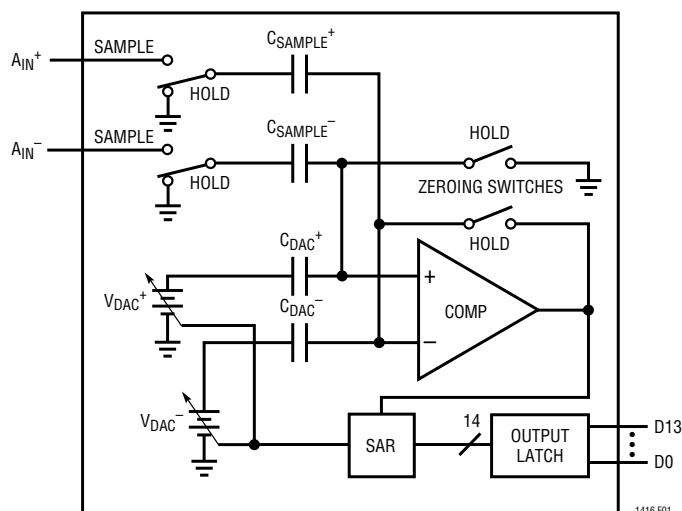 CSAMPLE+
SAMPLE
AIN+
HOLD
CSAMPLE–
SAMPLE
AIN–
HOLD
HOLD
ZEROING SWITCHES
HOLD
CDAC+
VDAC+
CDAC–
+
COMP
–
VDAC–
SAR
14
OUTPUT
LATCH
D13
D0
1416 F01